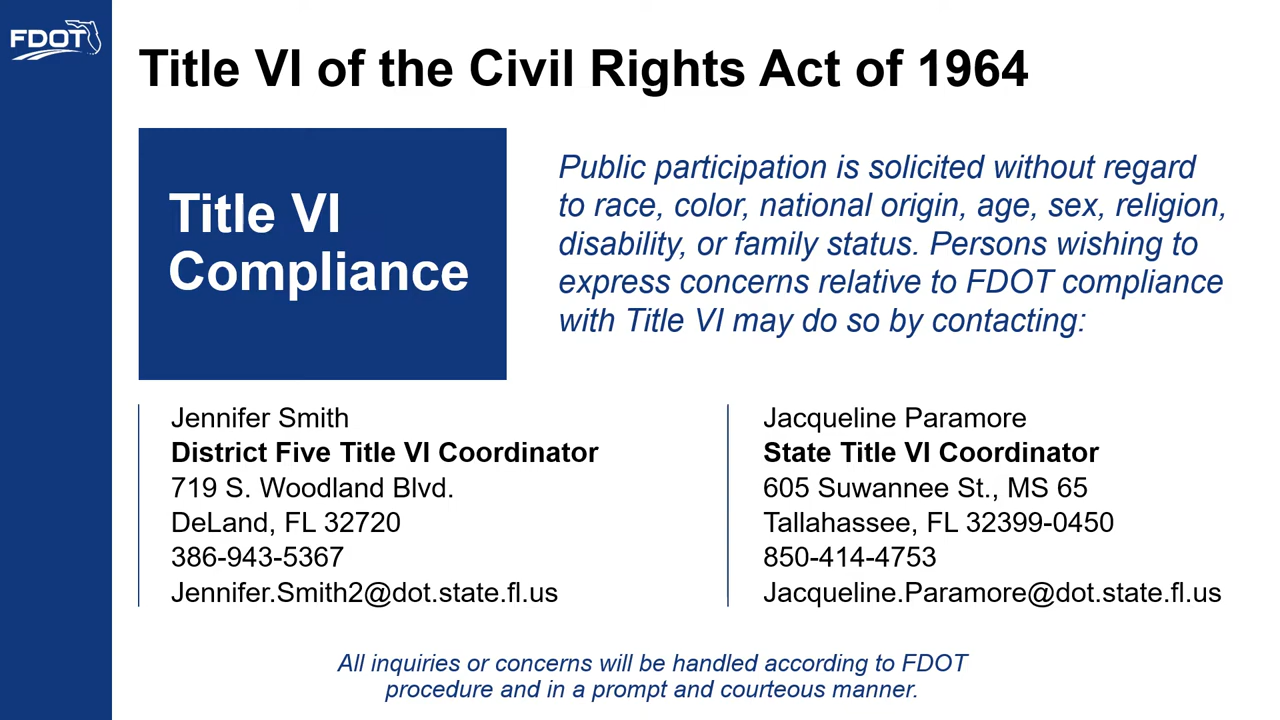 FDOT
Title VI of the Civil Rights Act of 1964
Title VI
Compliance
Public participation is solicited without regard
to race, color, national origin, age, sex, religion,
disability, or family status. Persons wishing to
express concerns relative to FDOT compliance
with Title VI may do so by contacting:
Jennifer Smith
District Five Title VI Coordinator
719 S. Woodland Blvd.
DeLand, FL 32720
386-943-5367
Jennifer.Smith2@dot.state.fl.us
Jacqueline Paramore
State Title VI Coordinator
605 Suwannee St., MS 65
Tallahassee, FL 32399-0450
850-414-4753
Jacqueline.Paramore@dot.state.fl.us
All inquiries or concerns will be handled according to FDOT
procedure and in a prompt and courteous manner.